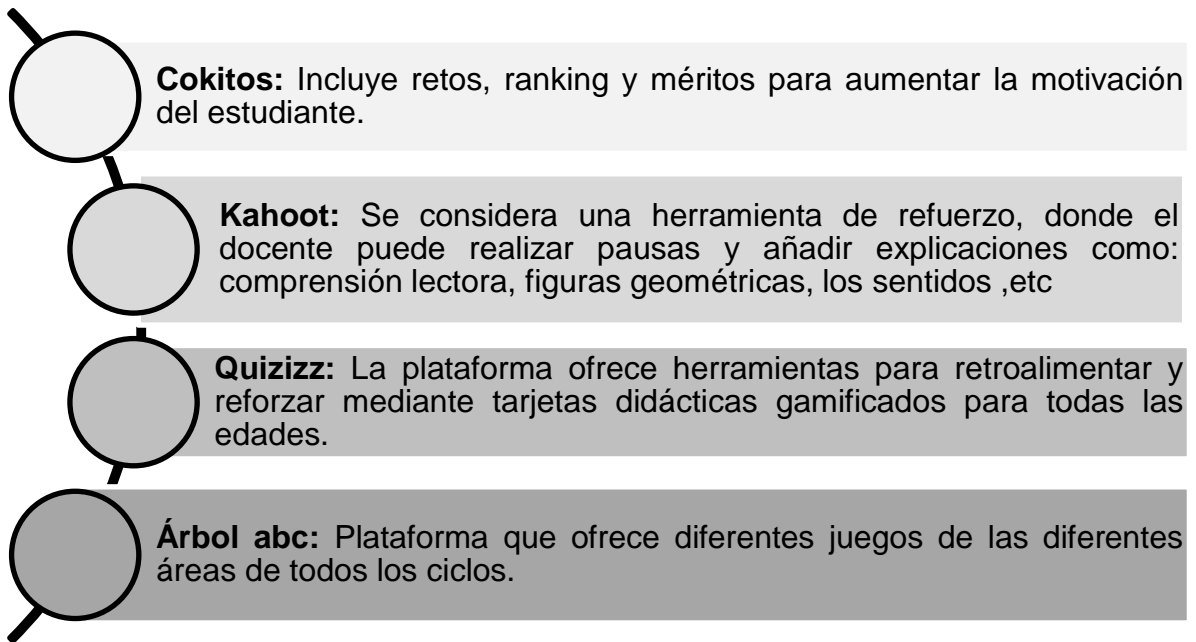 Cokitos: Incluye retos, ranking y méritos para aumentar la motivación
del estudiante.
Kahoot: Se considera una herramienta de refuerzo, donde el
docente puede realizar pausas y añadir explicaciones como:
comprensión lectora, figuras geométricas, los sentidos ,etc
Quizizz: La plataforma ofrece herramientas para retroalimentar y
reforzar mediante tarjetas didácticas gamificados para todas las
edades.
Árbol abc: Plataforma que ofrece diferentes juegos de las diferentes
áreas de todos los ciclos.